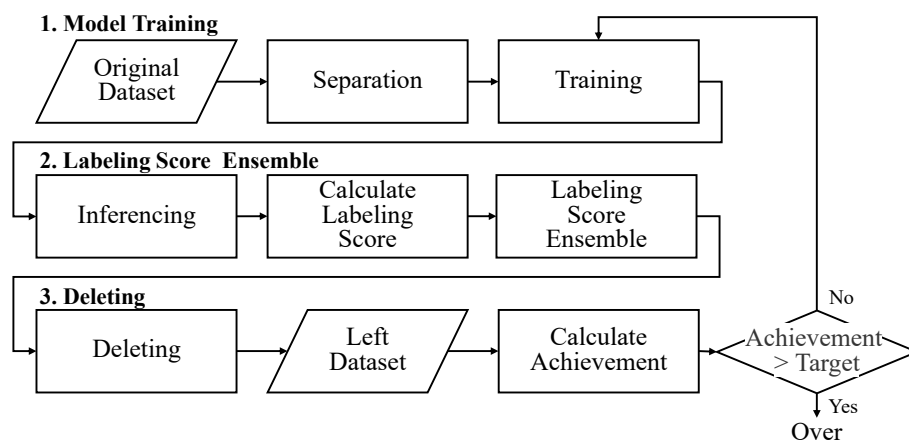 1. Model Training
Original
Dataset
Separation
Training
2. Labeling Score Ensemble
Inferencing
Calculate
Labeling
Score
Labeling
Score
Ensemble
3. Deleting
Deleting
Left
Dataset
Calculate
Achievement
No
Achievement
> Target
Yes
Over